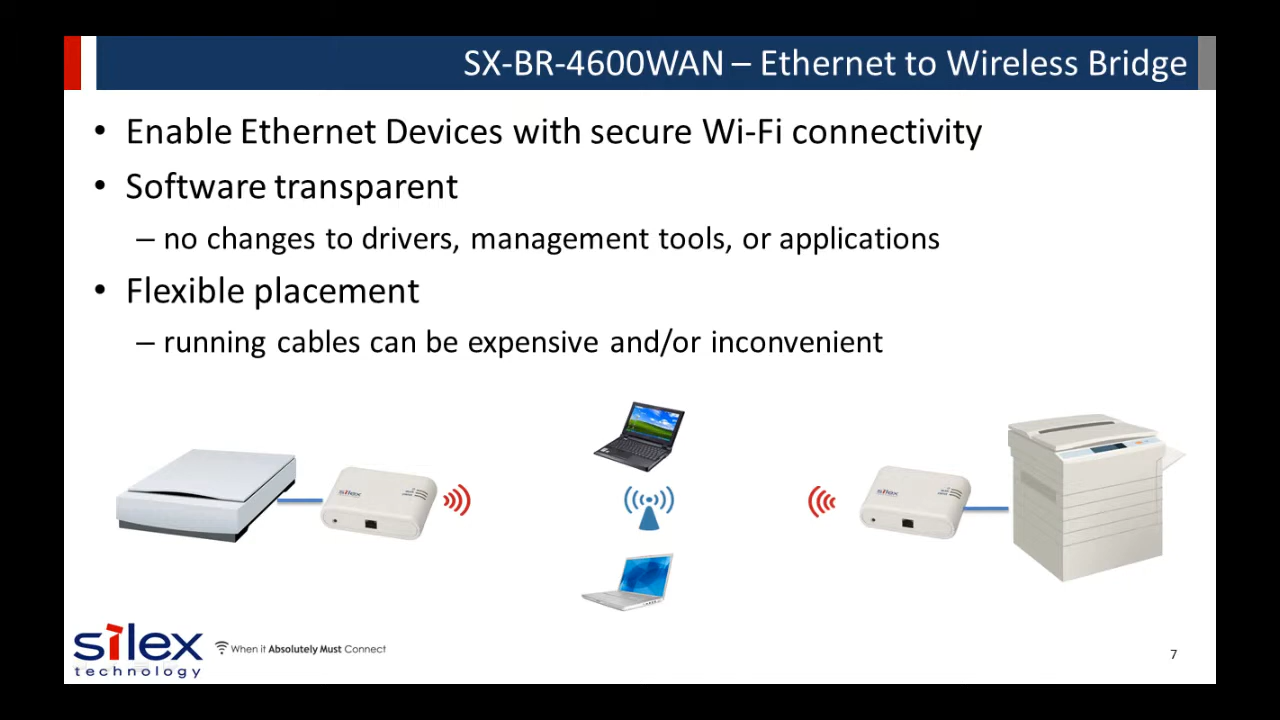 SX-BR-4600WAN – Ethernet to Wireless Bridge
• Enable Ethernet Devices with secure Wi-Fi connectivity
• Software transparent
– no changes to drivers, management tools, or applications
• Flexible placement
– running cables can be expensive and/or inconvenient
silex
silex
silex
technology
When it Absolutely Must Connect
7